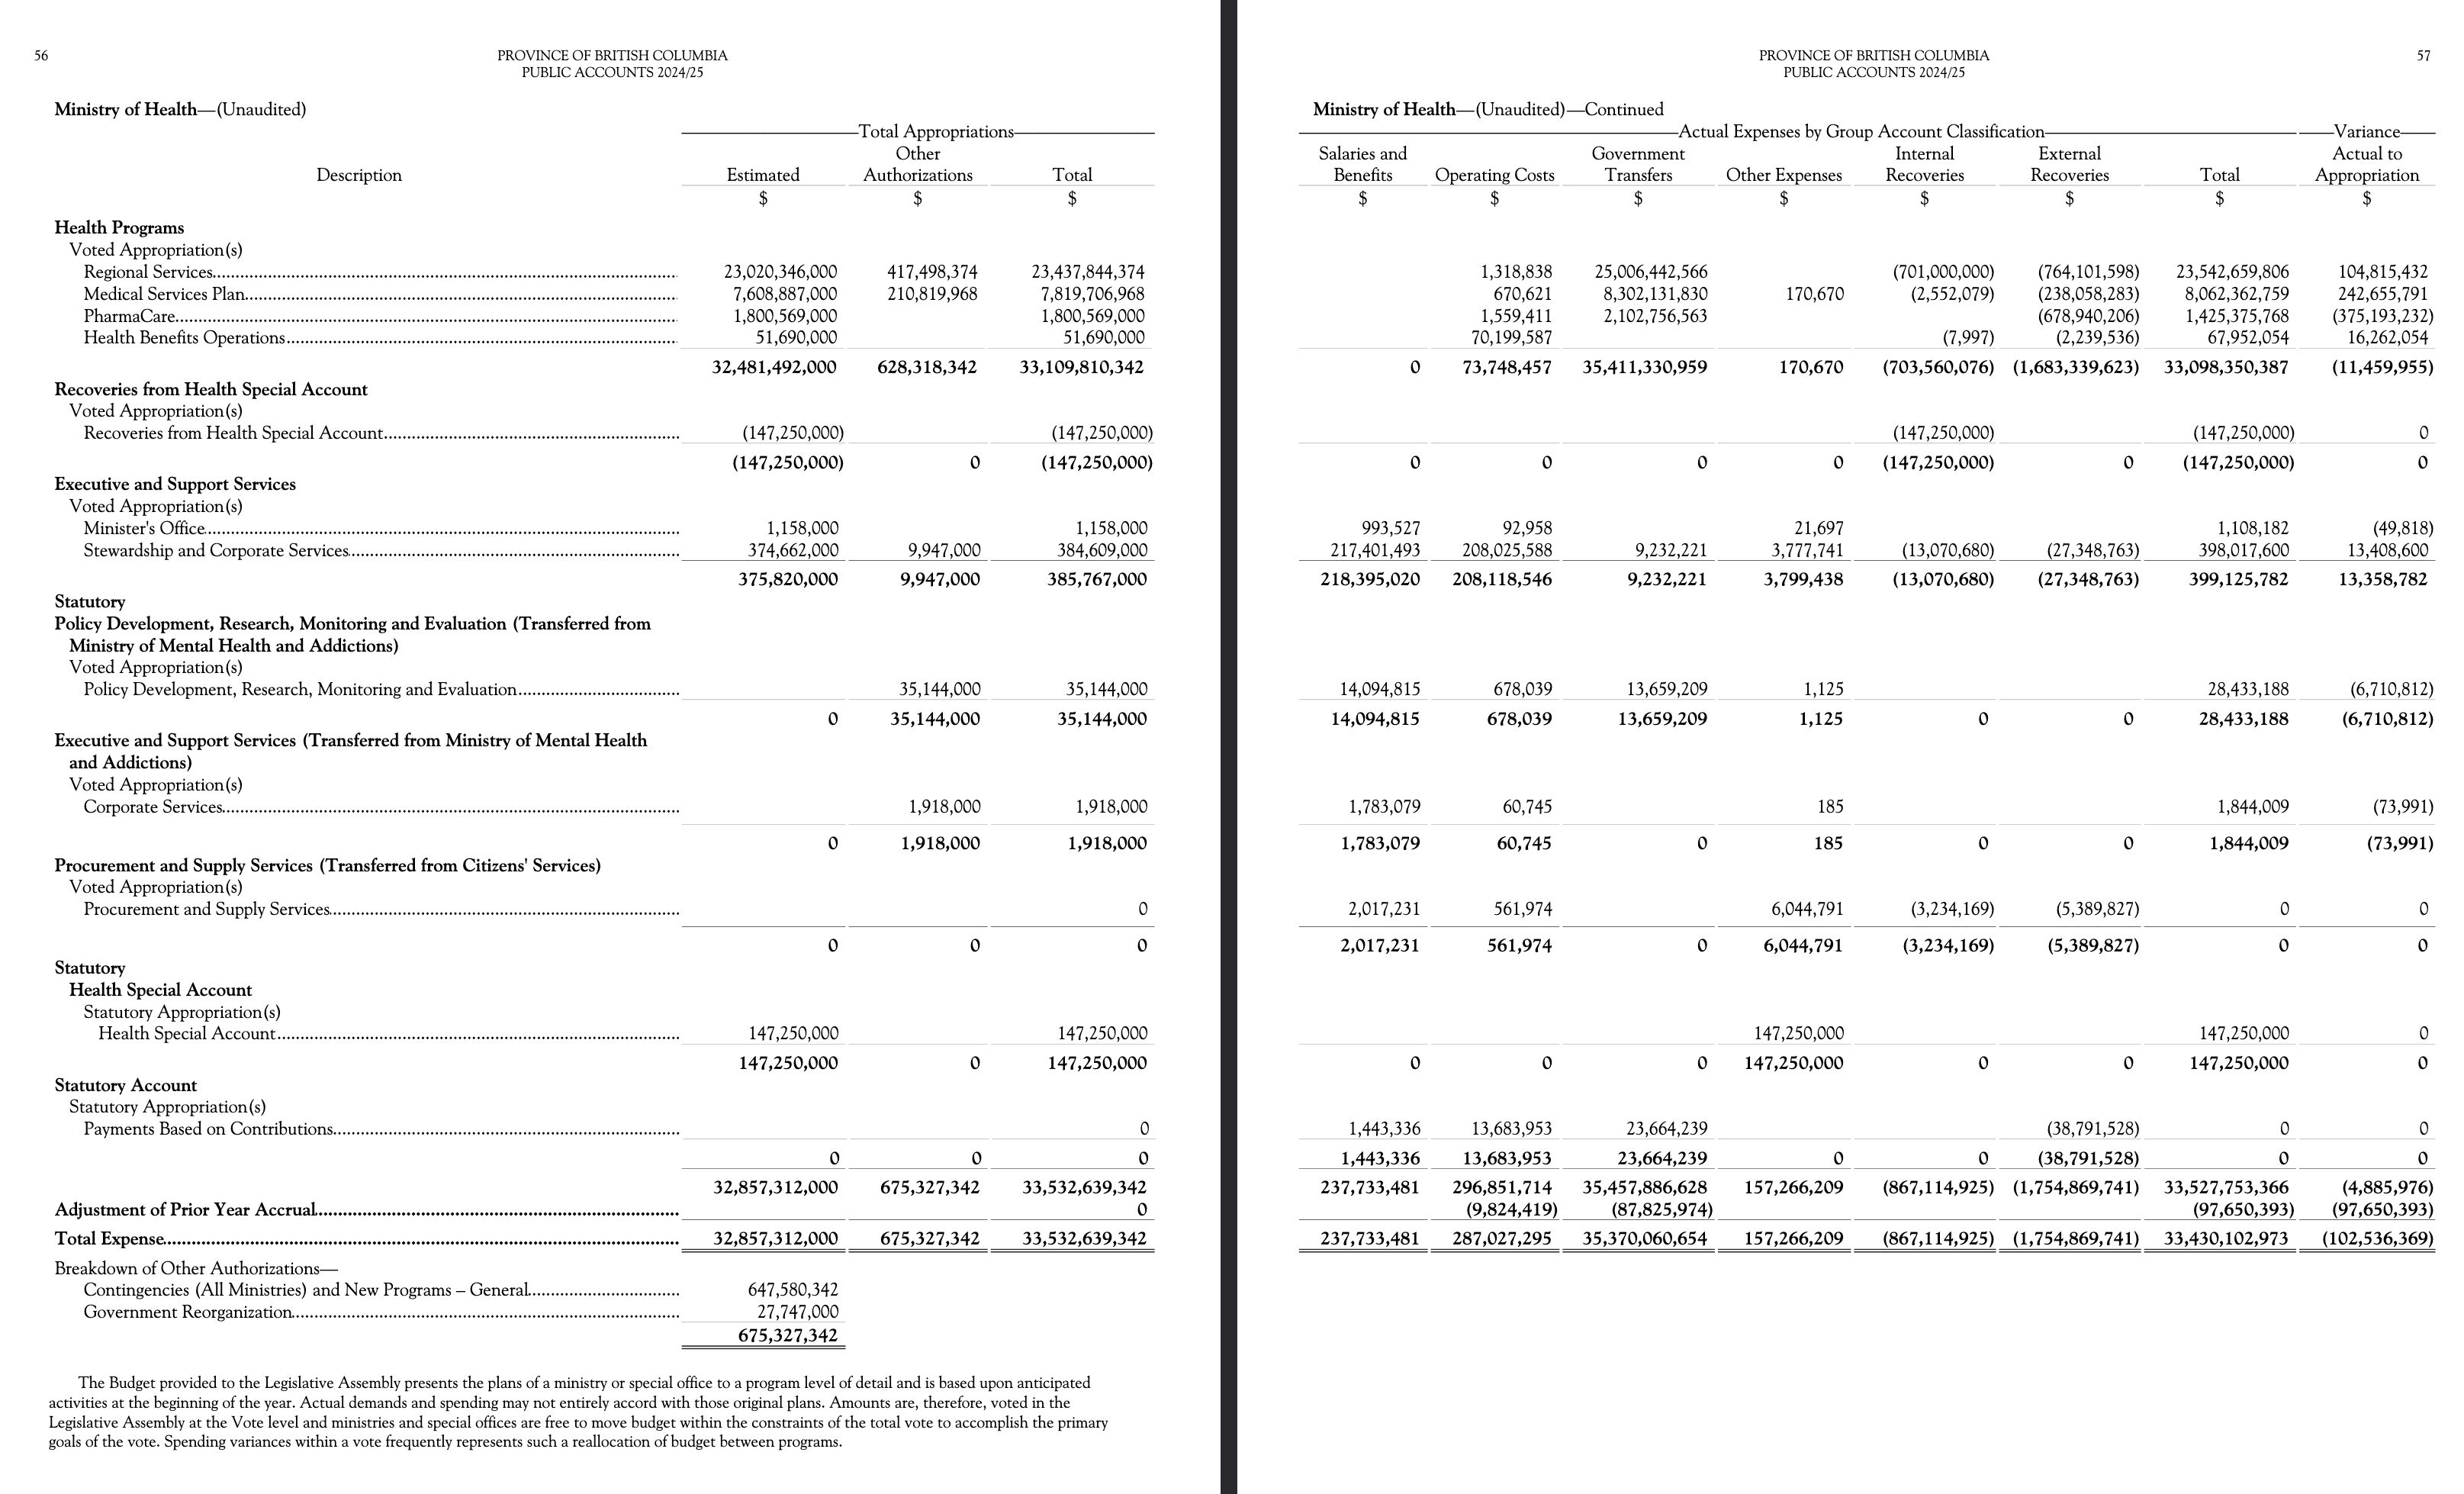 56
PROVINCE OF BRITISH COLUMBIA
PUBLIC ACCOUNTS 2024/25
Ministry of Health—(Unaudited)
Total Appropriations
Other
Description Estimated Authorizations Total
$ $ $
Health Programs
Voted Appropriation(s)
Regional Services 23,020,346,000 417,498,374 23,437,844,374
Medical Services Plan 7,608,887,000 210,819,968 7,819,706,968
PharmaCare 1,800,569,000 1,800,569,000
Health Benefits Operations 51,690,000 51,690,000
32,481,492,000 628,318,342 33,109,810,342
Recoveries from Health Special Account
Voted Appropriation(s)
Recoveries from Health Special Account (147,250,000) (147,250,000)
(147,250,000) 0 (147,250,000)
Executive and Support Services
Voted Appropriation(s)
Minister's Office 1,158,000 1,158,000
Stewardship and Corporate Services 374,662,000 9,947,000 384,609,000
375,820,000 9,947,000 385,767,000
Statutory
Policy Development, Research, Monitoring and Evaluation (Transferred from
Ministry of Mental Health and Addictions)
Voted Appropriation(s)
Policy Development, Research, Monitoring and Evaluation 35,144,000 35,144,000
0 35,144,000 35,144,000
Executive and Support Services (Transferred from Ministry of Mental Health
and Addictions)
Voted Appropriation(s)
Corporate Services 1,918,000 1,918,000
0 1,918,000 1,918,000
Procurement and Supply Services (Transferred from Citizens' Services)
Voted Appropriation(s)
Procurement and Supply Services 0
0 0 0
Statutory
Health Special Account
Statutory Appropriation(s)
Health Special Account 147,250,000 147,250,000
147,250,000 0 147,250,000
Statutory Account
Statutory Appropriation(s)
Payments Based on Contributions 0
0 0 0
32,857,312,000 675,327,342 33,532,639,342
Adjustment of Prior Year Accrual 0
Total Expense 32,857,312,000 675,327,342 33,532,639,342
Breakdown of Other Authorizations—
Contingencies (All Ministries) and New Programs – General 647,580,342
Government Reorganization 27,747,000
675,327,342
The Budget provided to the Legislative Assembly presents the plans of a ministry or special office to a program level of detail and is based upon anticipated
activities at the beginning of the year. Actual demands and spending may not entirely accord with those original plans. Amounts are, therefore, voted in the
Legislative Assembly at the Vote level and ministries and special offices are free to move budget within the constraints of the total vote to accomplish the primary
goals of the vote. Spending variances within a vote frequently represents such a reallocation of budget between programs.
PROVINCE OF BRITISH COLUMBIA
PUBLIC ACCOUNTS 2024/25
57
Ministry of Health—(Unaudited)—Continued
Actual Expenses by Group Account Classification Variance
Salaries and Government Internal External Actual to
Benefits Operating Costs Transfers Other Expenses Recoveries Recoveries Total Appropriation
$ $ $ $ $ $ $ $
1,318,838 25,006,442,566 (701,000,000) (764,101,598) 23,542,659,806 104,815,432
670,621 8,302,131,830 170,670 (2,552,079) (238,058,283) 8,062,362,759 242,655,791
1,559,411 2,102,756,563 (678,940,206) 1,425,375,768 (375,193,232)
70,199,587 (7,997) (2,239,536) 67,952,054 16,262,054
0 73,748,457 35,411,330,959 170,670 (703,560,076) (1,683,339,623) 33,098,350,387 (11,459,955)
(147,250,000) (147,250,000) 0
0 0 0 0 (147,250,000) 0 (147,250,000) 0
993,527 92,958 21,697 1,108,182 (49,818)
217,401,493 208,025,588 9,232,221 3,777,741 (13,070,680) (27,348,763) 398,017,600 13,408,600
218,395,020 208,118,546 9,232,221 3,799,438 (13,070,680) (27,348,763) 399,125,782 13,358,782
14,094,815 678,039 13,659,209 1,125 28,433,188 (6,710,812)
14,094,815 678,039 13,659,209 1,125 0 0 28,433,188 (6,710,812)
1,783,079 60,745 185 1,844,009 (73,991)
1,783,079 60,745 0 185 0 0 1,844,009 (73,991)
2,017,231 561,974 6,044,791 (3,234,169) (5,389,827) 0 0
2,017,231 561,974 0 6,044,791 (3,234,169) (5,389,827) 0 0
147,250,000 147,250,000 0
0 0 0 147,250,000 0 0 147,250,000 0
1,443,336 13,683,953 23,664,239 (38,791,528) 0 0
1,443,336 13,683,953 23,664,239 0 0 (38,791,528) 0 0
237,733,481 296,851,714 35,457,886,628 157,266,209 (867,114,925) (1,754,869,741) 33,527,753,366 (4,885,976)
(9,824,419) (87,825,974) (97,650,393) (97,650,393)
237,733,481 287,027,295 35,370,060,654 157,266,209 (867,114,925) (1,754,869,741) 33,430,102,973 (102,536,369)